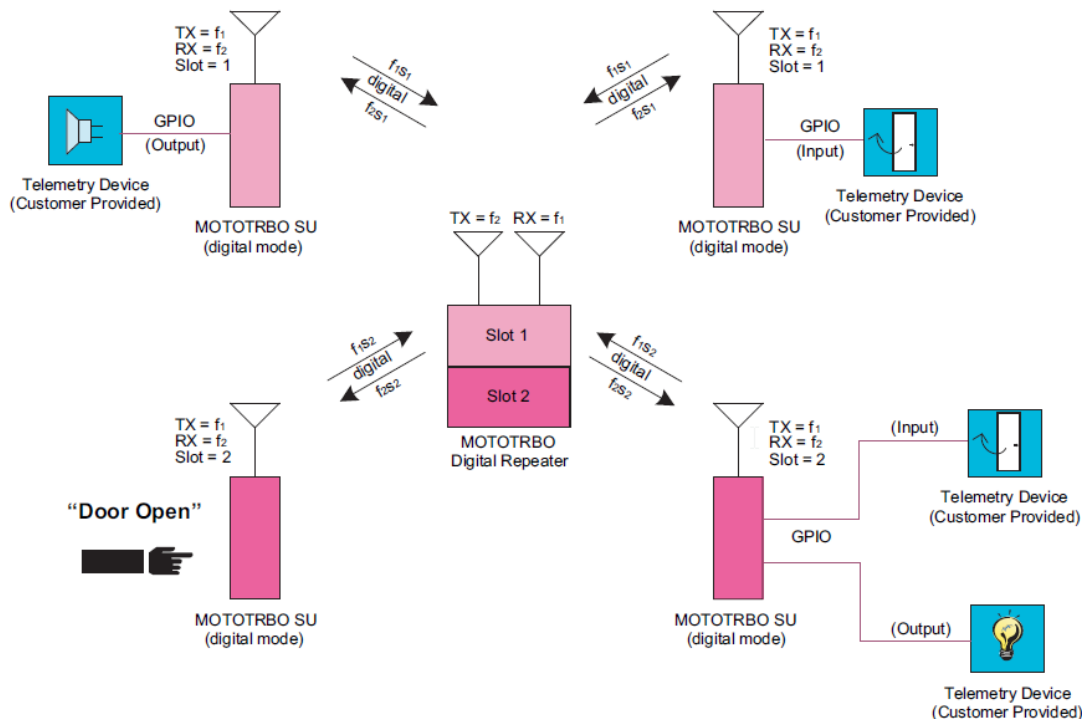 TX = f₁
RX = f₂
Slot = 1
f₁s₁
digital
f₂s₁
GPIO
(Output)
Telemetry Device
(Customer Provided)
MOTOTRBO SU
(digital mode)
TX = f₁
RX = f₂
Slot = 1
f₁s₁
digital
f₂s₁
GPIO
(Input)
Telemetry Device
(Customer Provided)
MOTOTRBO SU
(digital mode)
TX = f₂ RX = f₁
Slot 1
Slot 2
MOTOTRBO
Digital Repeater
f₁s₂
digital
f₂s₂
TX = f₁
RX = f₂
Slot = 2
"Door Open"
MOTOTRBO SU
(digital mode)
f₁s₂
digital
f₂s₂
TX = f₁
RX = f₂
Slot = 2
(Input)
Telemetry Device
(Customer Provided)
GPIO
MOTOTRBO SU
(digital mode)
(Output)
Telemetry Device
(Customer Provided)